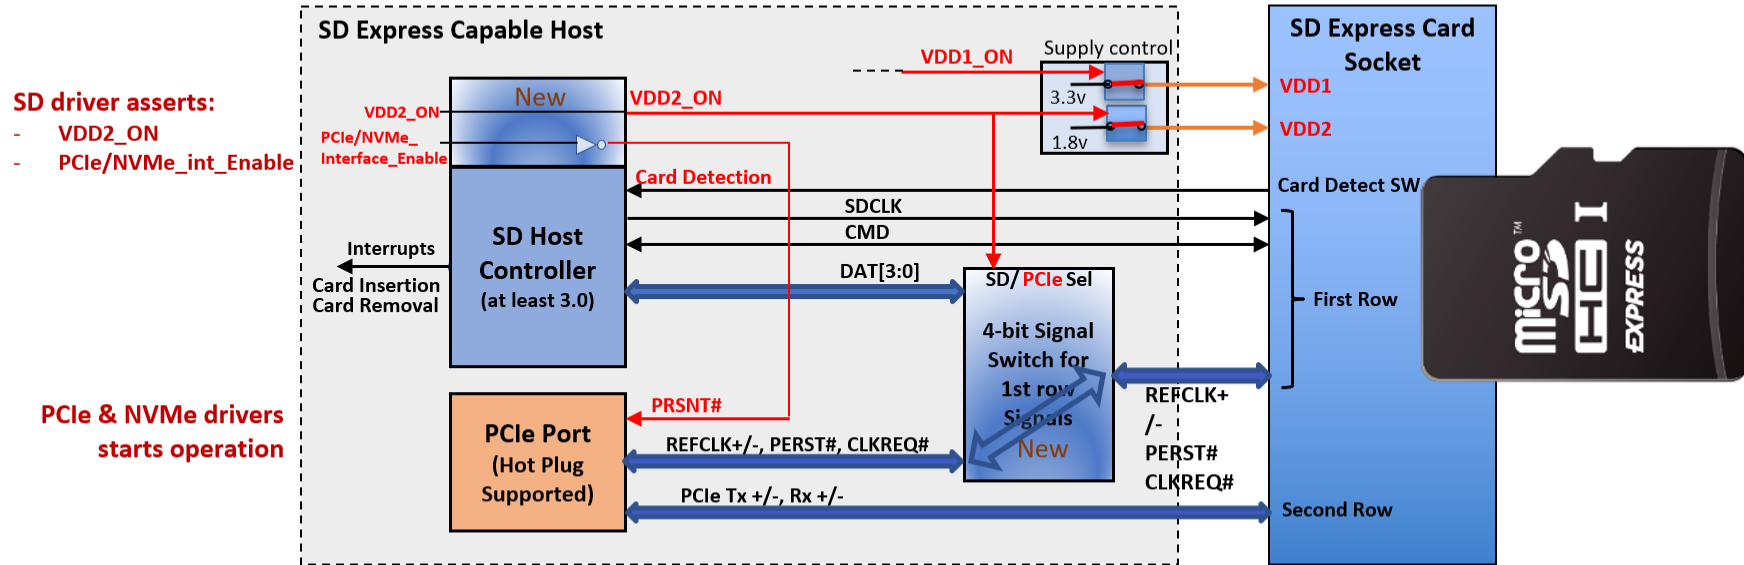 SD Express Capable Host
SD Express Card
Socket
Supply control
VDD1_ON
3.3v
1.8v
VDD1
VDD2
SD driver asserts:
- VDD2_ON
- PCIe/NVMe_int_Enable
New
VDD2_ON
VDD2_ON
PCIe/NVMe_
Interface_Enable
Card Detection
Card Detect SW
SDCLK
CMD
SD Host
Controller
(at least 3.0)
Interrupts
Card Insertion
Card Removal
DAT[3:0]
SD/ PCIe Sel
4-bit Signal
Switch for
1st row
Signals
New
First Row
PCIe & NVMe drivers
starts operation
PRSNT#
PCIe Port
(Hot Plug
Supported)
REFCLK+/-, PERST#, CLKREQ#
PCIe Tx +/-, Rx +/-
REFCLK+
/-
PERST#
CLKREQ#
Second Row
micro
SD
HC I
EXPRESS
TM